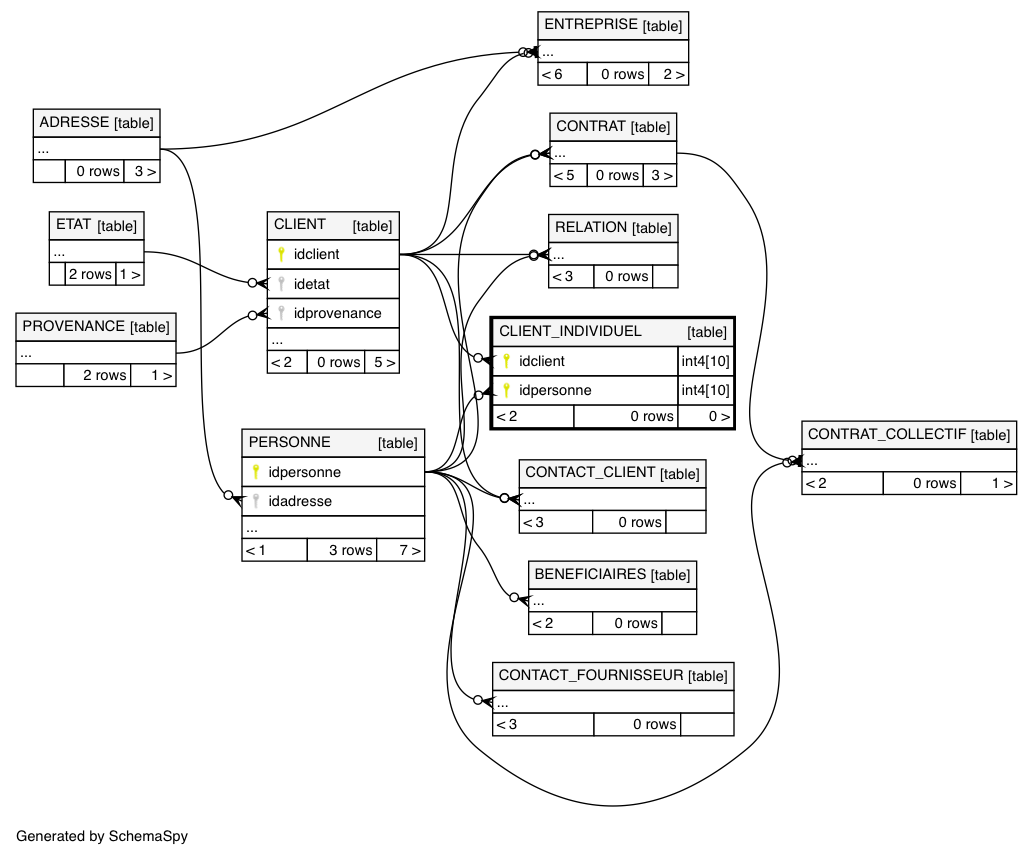 ENTREPRISE [table]
...
< 6 0 rows 2 >
ADRESSE [table]
...
0 rows 3 >
CONTRAT [table]
...
< 5 0 rows 3 >
ETAT [table]
...
2 rows 1 >
CLIENT [table]
idclient
idetat
idprovenance
...
< 2 0 rows 5 >
RELATION [table]
...
< 3 0 rows
PROVENANCE [table]
...
2 rows 1 >
CLIENT_INDIVIDUEL [table]
idclient int4[10]
idpersonne int4[10]
< 2 0 rows 0 >
PERSONNE [table]
idpersonne
idadresse
...
< 1 3 rows 7 >
CONTRAT_COLLECTIF [table]
...
< 2 0 rows 1 >
CONTACT_CLIENT [table]
...
< 3 0 rows
BENEFICIAIRES [table]
...
< 2 0 rows
CONTACT_FOURNISSEUR [table]
...
< 3 0 rows
Generated by SchemaSpy